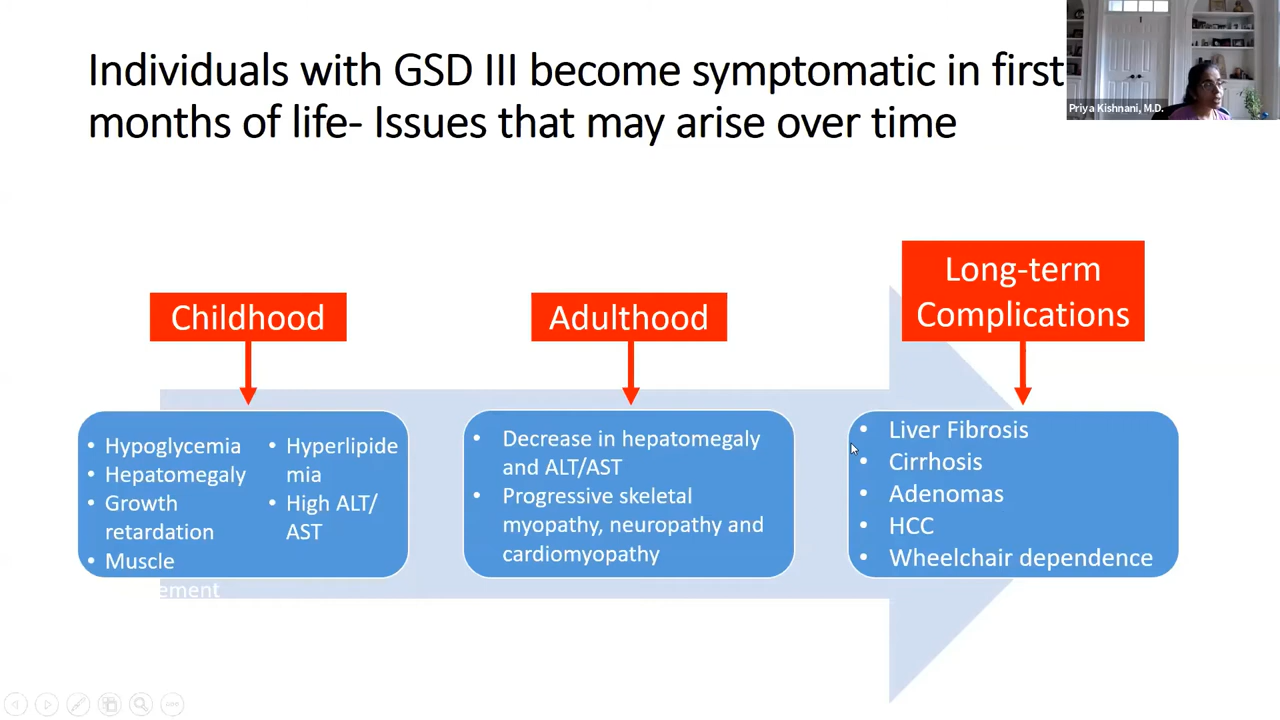 Individuals with GSD III become symptomatic in first
months of life- Issues that may arise over time
Priya Kishnani, M.D.
Childhood
• Hypoglycemia
• Hepatomegaly
• Growth
retardation
• Muscle
• Hyperlipide
mia
• High ALT/
AST
Adulthood
• Decrease in hepatomegaly
and ALT/AST
• Progressive skeletal
myopathy, neuropathy and
cardiomyopathy
Long-term
Complications
• Liver Fibrosis
• Cirrhosis
• Adenomas
• HCC
• Wheelchair dependence